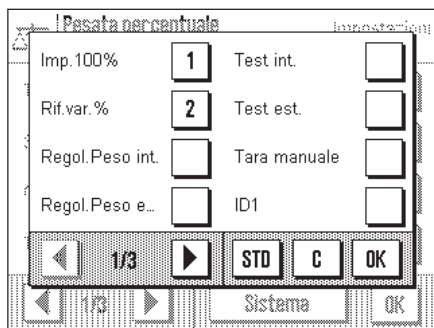 Pesata percentuale
Impostazioni
Imp.100% 1 Test int.
Rif.var.% 2 Test est.
Regol.Peso int. Tara manuale
Regol.Peso e… ID1
1/3 STD C OK
1/3 Sistema OK